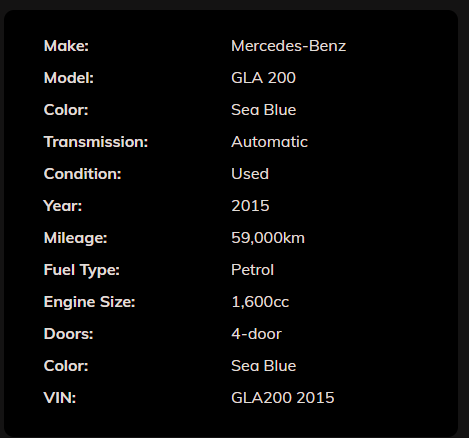 Make: Mercedes-Benz
Model: GLA 200
Color: Sea Blue
Transmission: Automatic
Condition: Used
Year: 2015
Mileage: 59,000km
Fuel Type: Petrol
Engine Size: 1,600cc
Doors: 4-door
Color: Sea Blue
VIN: GLA200 2015